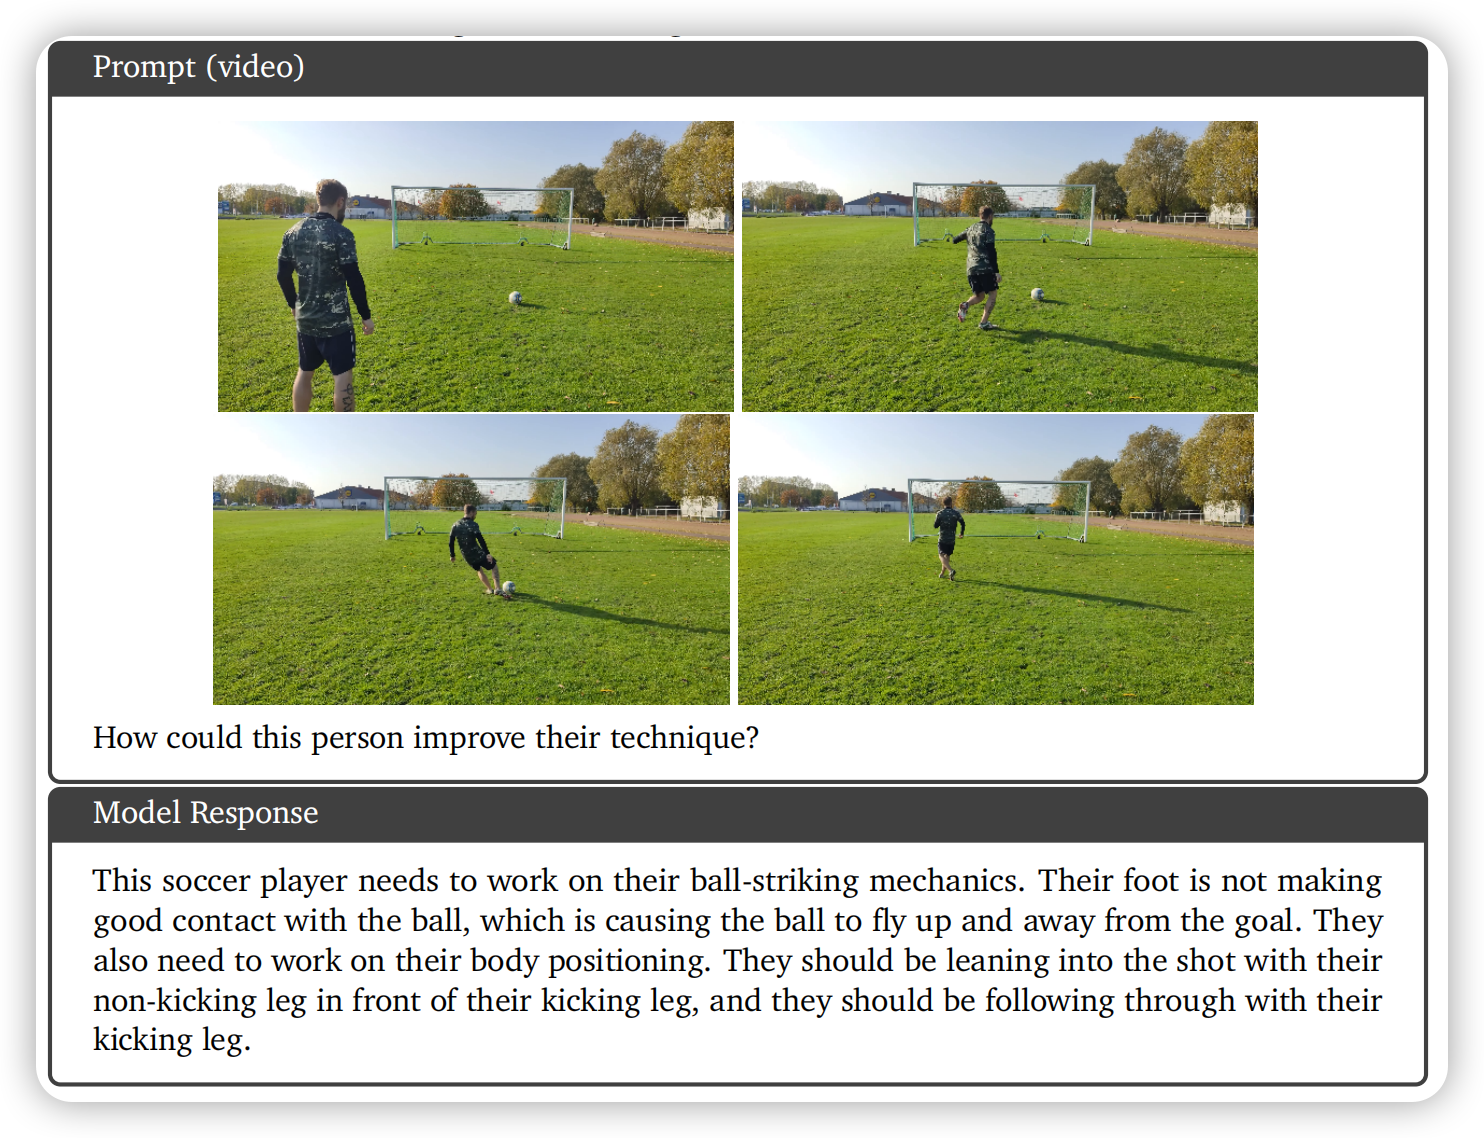 Prompt (video)
How could this person improve their technique?
Model Response
This soccer player needs to work on their ball-striking mechanics. Their foot is not making
good contact with the ball, which is causing the ball to fly up and away from the goal. They
also need to work on their body positioning. They should be leaning into the shot with their
non-kicking leg in front of their kicking leg, and they should be following through with their
kicking leg.